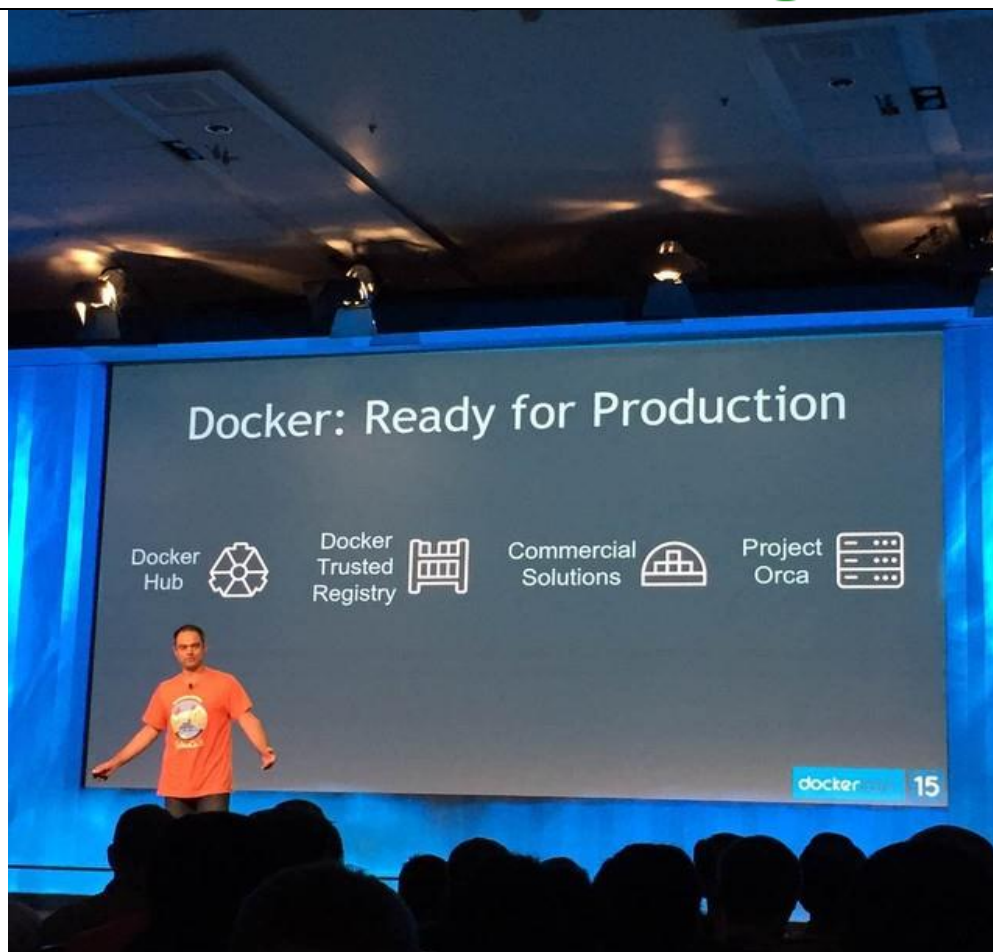 Docker: Ready for Production
Docker
Hub
Docker
Trusted
Registry
Commercial
Solutions
Project
Orca
docker
15